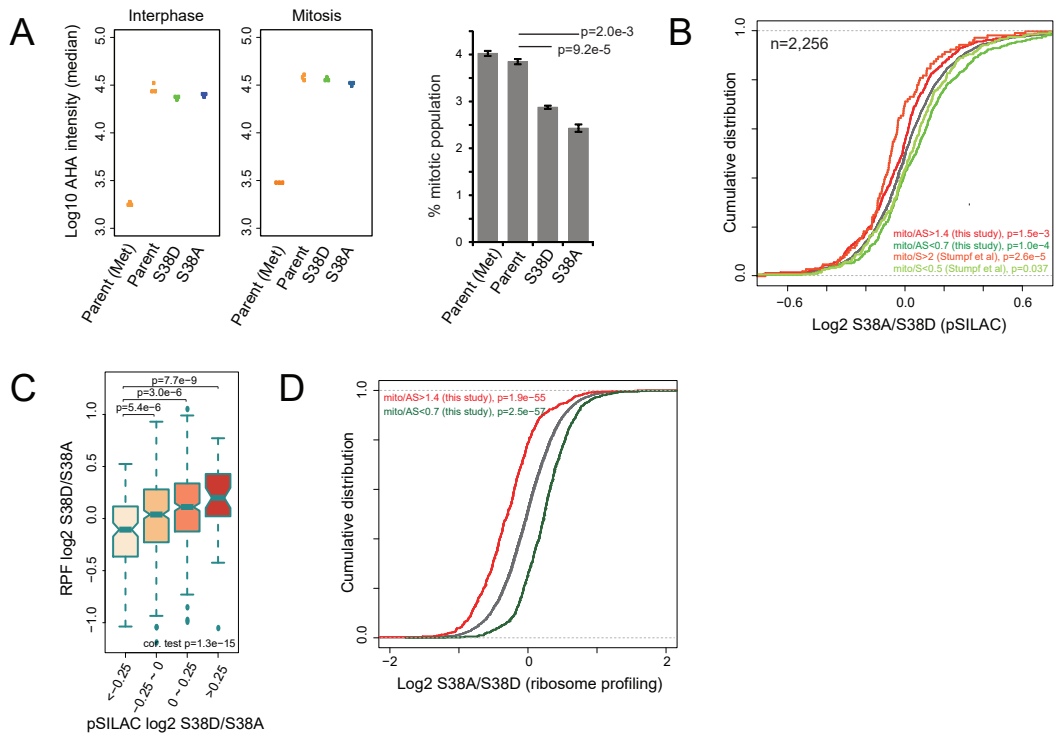 A
Interphase
Mitosis
Log10 AHA intensity (median)
5.0
4.5
4.0
3.5
3.0
5.0
4.5
4.0
3.5
3.0
Parent (Met)
Parent
S38D
S38A
Parent (Met)
Parent
S38D
S38A
p=2.0e-3
p=9.2e-5
% mitotic population
4
3
2
1
0
Parent (Met)
Parent
S38D
S38A
B
n=2,256
Cumulative distribution
1.0
0.0
mito/AS>1.4 (this study), p=1.5e-3
mito/AS<0.7 (this study), p=1.0e-4
mito/S>2 (Stumpf et al), p=2.6e-5
mito/S<0.5 (Stumpf et al), p=0.037
−0.6
0.0
0.6
Log2 S38A/S38D (pSILAC)
C
p=7.7e-9
p=3.0e-6
p=5.4e-6
RPF log2 S38D/S38A
1.0
0.5
0.0
−0.5
−1.0
cor. test p=1.3e-15
<−0.25
−0.25 ~ 0
0 ~ 0.25
>0.25
pSILAC log2 S38D/S38A
D
mito/AS>1.4 (this study), p=1.9e-55
mito/AS<0.7 (this study), p=2.5e-57
Cumulative distribution
1.0
0.0
−2
−1
0
1
2
Log2 S38A/S38D (ribosome profiling)